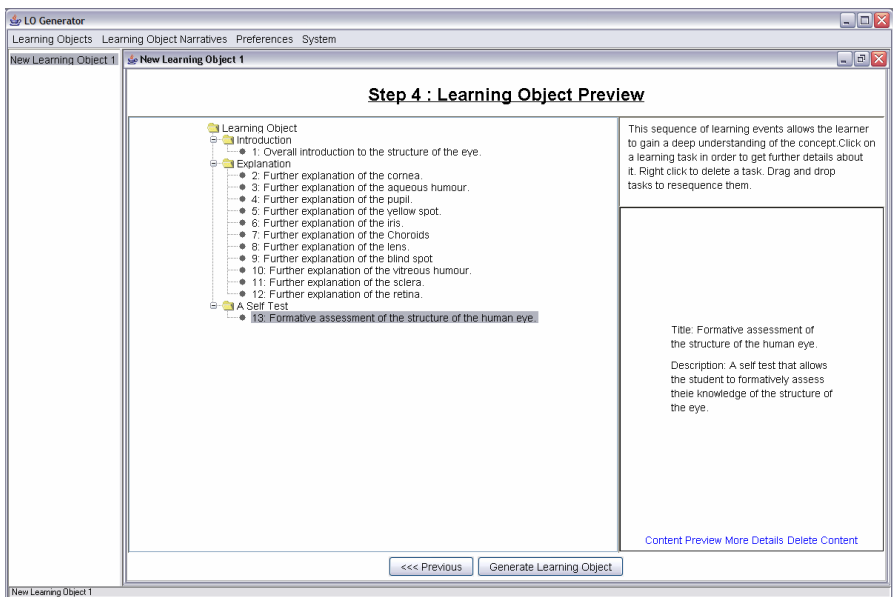 LO Generator
Learning Objects Learning Object Narratives Preferences System
New Learning Object 1
New Learning Object 1
Step 4 : Learning Object Preview
Learning Object
Introduction
1: Overall introduction to the structure of the eye.
Explanation
2: Further explanation of the cornea.
3: Further explanation of the aqueous humour.
4: Further explanation of the pupil.
5: Further explanation of the yellow spot.
6: Further explanation of the iris.
7: Further explanation of the Choroids
8: Further explanation of the lens.
9: Further explanation of the blind spot
10: Further explanation of the vitreous humour.
11: Further explanation of the sclera.
12: Further explanation of the retina.
A Self Test
13: Formative assessment of the structure of the human eye.
This sequence of learning events allows the learner
to gain a deep understanding of the concept.Click on
a learning task in order to get further details about
it. Right click to delete a task. Drag and drop
tasks to resequence them.
Title: Formative assessment of
the structure of the human eye.
Description: A self test that allows
the student to formatively assess
theie knowledge of the structure of
the eye.
Content Preview More Details Delete Content
<<< Previous
Generate Learning Object
New Learning Object 1